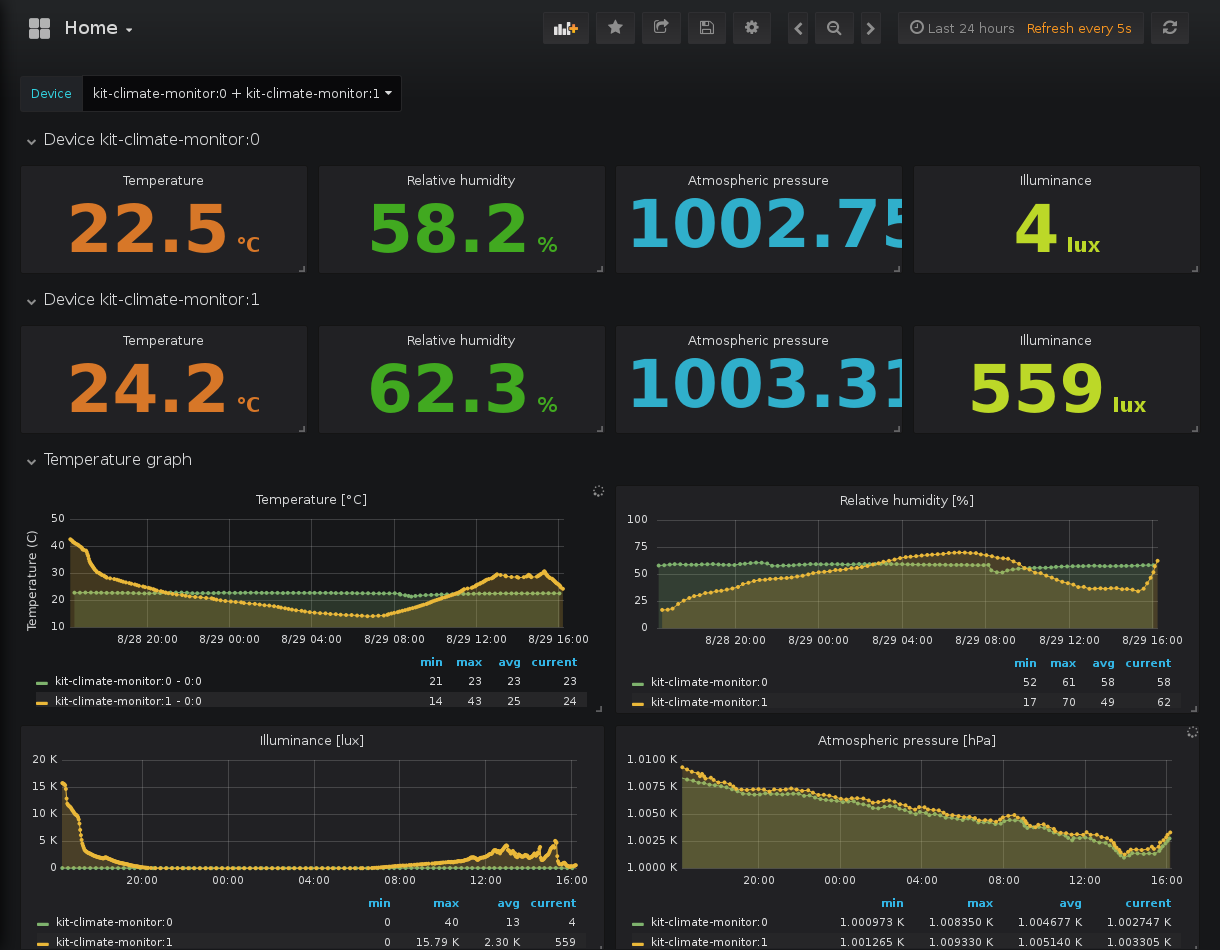 Home
Last 24 hours Refresh every 5s
Device kit-climate-monitor:0 + kit-climate-monitor:1
Device kit-climate-monitor:0
Temperature Relative humidity Atmospheric pressure Illuminance
22.5 °C 58.2 % 1002.75 4 lux
Device kit-climate-monitor:1
Temperature Relative humidity Atmospheric pressure Illuminance
24.2 °C 62.3 % 1003.31 559 lux
Temperature graph
Temperature [°C]
Temperature (C)
50
40
30
20
10
8/28 20:00 8/29 00:00 8/29 04:00 8/29 08:00 8/29 12:00 8/29 16:00
min max avg current
kit-climate-monitor:0 - 0:0 21 23 23 23
kit-climate-monitor:1 - 0:0 14 43 25 24
Relative humidity [%]
100
75
50
25
0
8/28 20:00 8/29 00:00 8/29 04:00 8/29 08:00 8/29 12:00 8/29 16:00
min max avg current
kit-climate-monitor:0 52 61 58 58
kit-climate-monitor:1 17 70 49 62
Illuminance [lux]
20 K
15 K
10 K
5 K
0
20:00 00:00 04:00 08:00 12:00 16:00
min max avg current
kit-climate-monitor:0 0 40 13 4
kit-climate-monitor:1 0 15.79 K 2.30 K 559
Atmospheric pressure [hPa]
1.0100 K
1.0075 K
1.0050 K
1.0025 K
1.0000 K
20:00 00:00 04:00 08:00 12:00 16:00
min max avg current
kit-climate-monitor:0 1.000973 K 1.008350 K 1.004677 K 1.002747 K
kit-climate-monitor:1 1.001265 K 1.009330 K 1.005140 K 1.003305 K